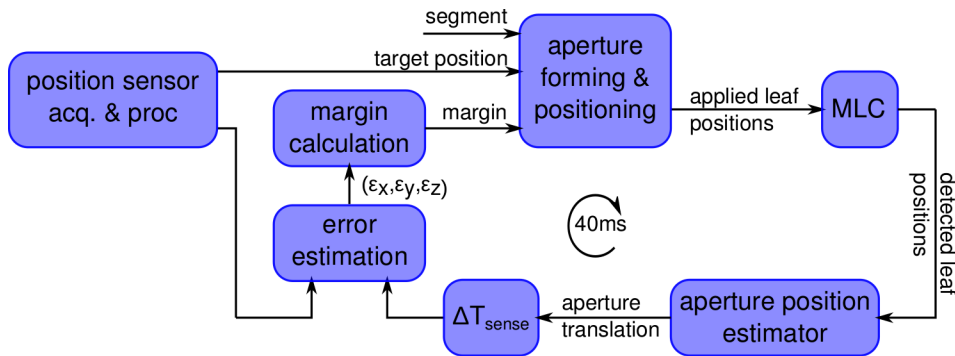 segment
target position
position sensor
acq. & proc
aperture
forming &
positioning
margin
calculation
margin
applied leaf
positions
MLC
(εx,εy,εz)
detected leaf
positions
error
estimation
40ms
ΔTsense
aperture
translation
aperture position
estimator